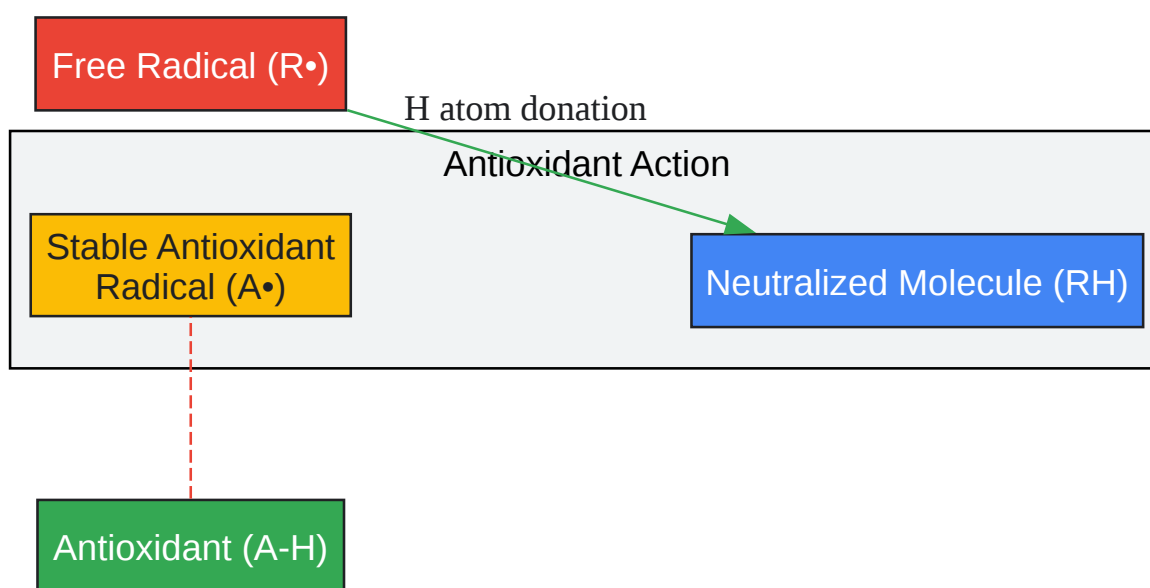 Free Radical (R•)
H atom donation
Antioxidant Action
Stable Antioxidant
Radical (A•)
Neutralized Molecule (RH)
Antioxidant (A-H)